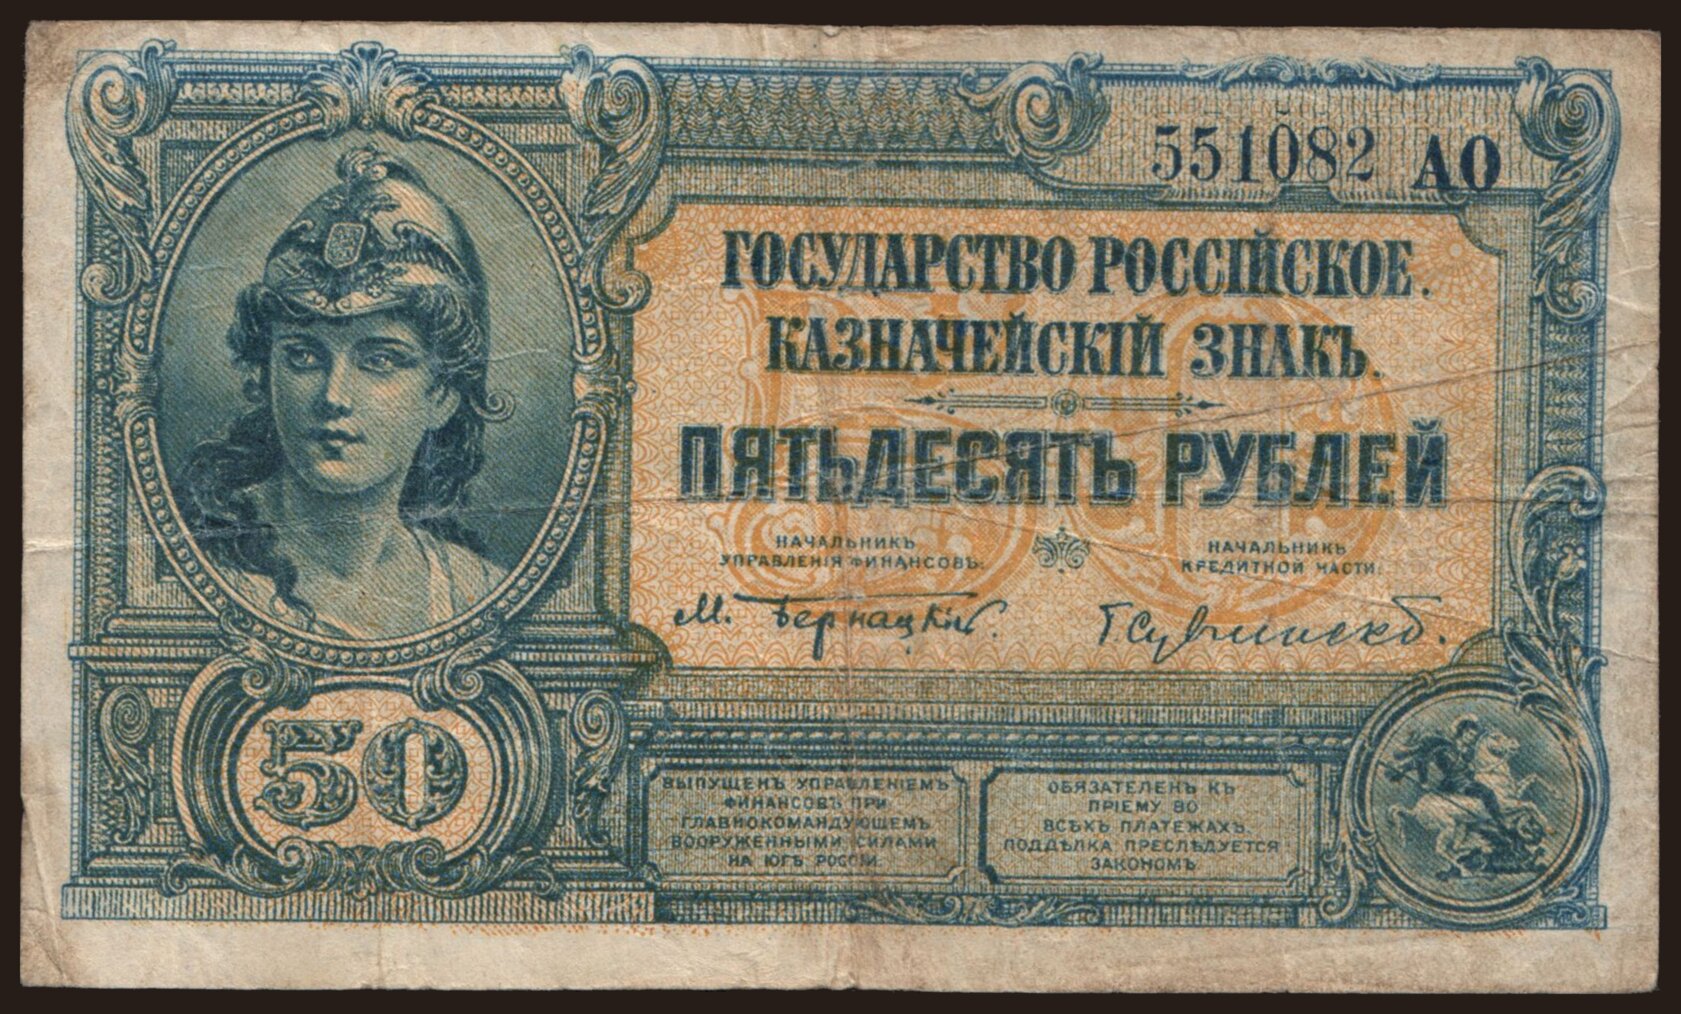 551082 АО
ГОСУДАРСТВО РОССІЙСКОЕ.
КАЗНАЧЕЙСКІЙ ЗНАКЪ.
ПЯТЬДЕСЯТЪ РУБЛЕЙ
НАЧАЛЬНИКЪ
УПРАВЛЕНІЯ ФИНАНСОВЪ:
НАЧАЛЬНИКЪ
КРЕДИТНОЙ ЧАСТИ:
М. Бернацкій.
50
ВЫПУЩЕНЪ УПРАВЛЕНІЕМЪ
ФИНАНСОВЪ ПРИ
ГЛАВНОКОМАНДУЮЩЕМЪ
ВООРУЖЕННЫМИ СИЛАМИ
НА ЮГѢ РОССІИ
ОБЯЗАТЕЛЕНЪ КЪ
ПРІЕМУ ВО
ВСѢХЪ ПЛАТЕЖАХЪ.
ПОДДѢЛКА ПРЕСЛѢДУЕТСЯ
ЗАКОНОМЪ